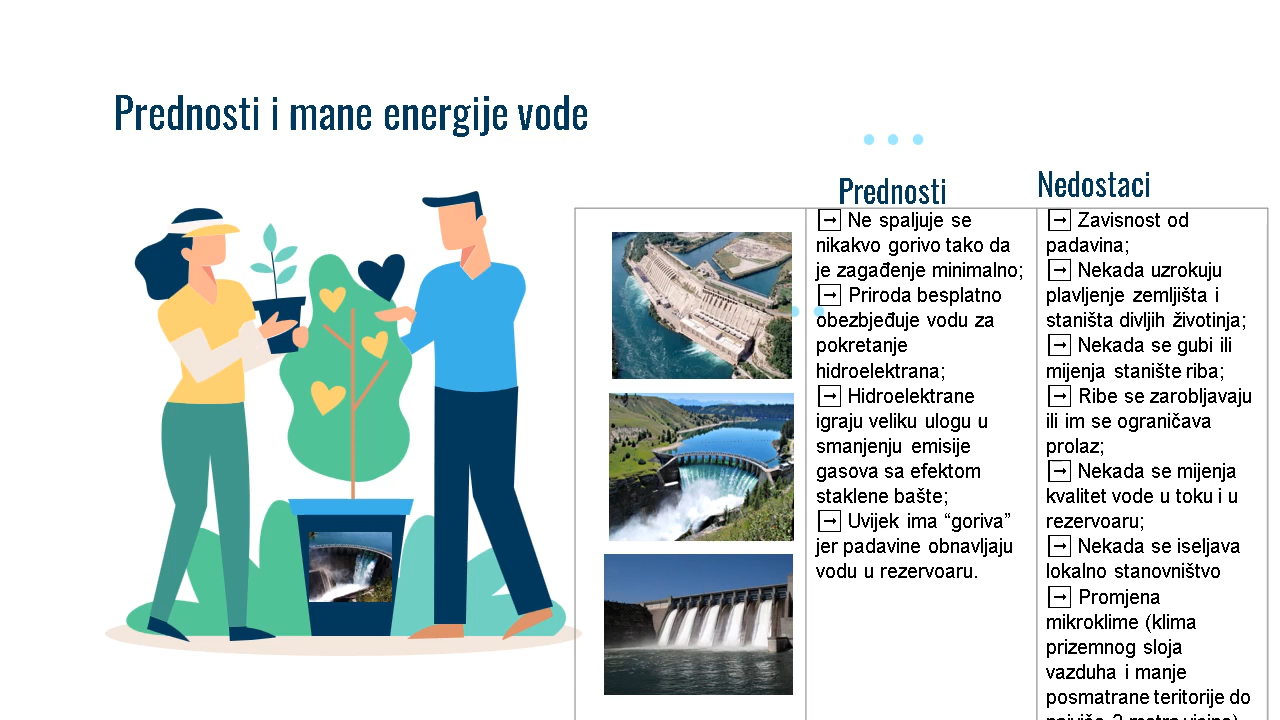 Prednosti i mane energije vode
Prednosti
→ Ne spaljuje se
nikakvo gorivo tako da
je zagađenje minimalno;
→ Priroda besplatno
obezbjeđuje vodu za
pokretanje
hidroelektrana;
→ Hidroelektrane
igraju veliku ulogu u
smanjenju emisije
gasova sa efektom
staklene bašte;
→ Uvijek ima “goriva”
jer padavine obnavljaju
vodu u rezervoaru.
Nedostaci
→ Zavisnost od
padavina;
→ Nekada uzrokuju
plavljenje zemljišta i
staništa divljih životinja;
→ Nekada se gubi ili
mijenja stanište riba;
→ Ribe se zarobljavaju
ili im se ograničava
prolaz;
→ Nekada se mijenja
kvalitet vode u toku i u
rezervoaru;
→ Nekada se iseljava
lokalno stanovništvo
→ Promjena
mikroklime (klima
prizemnog sloja
vazduha i manje
posmatrane teritorije do